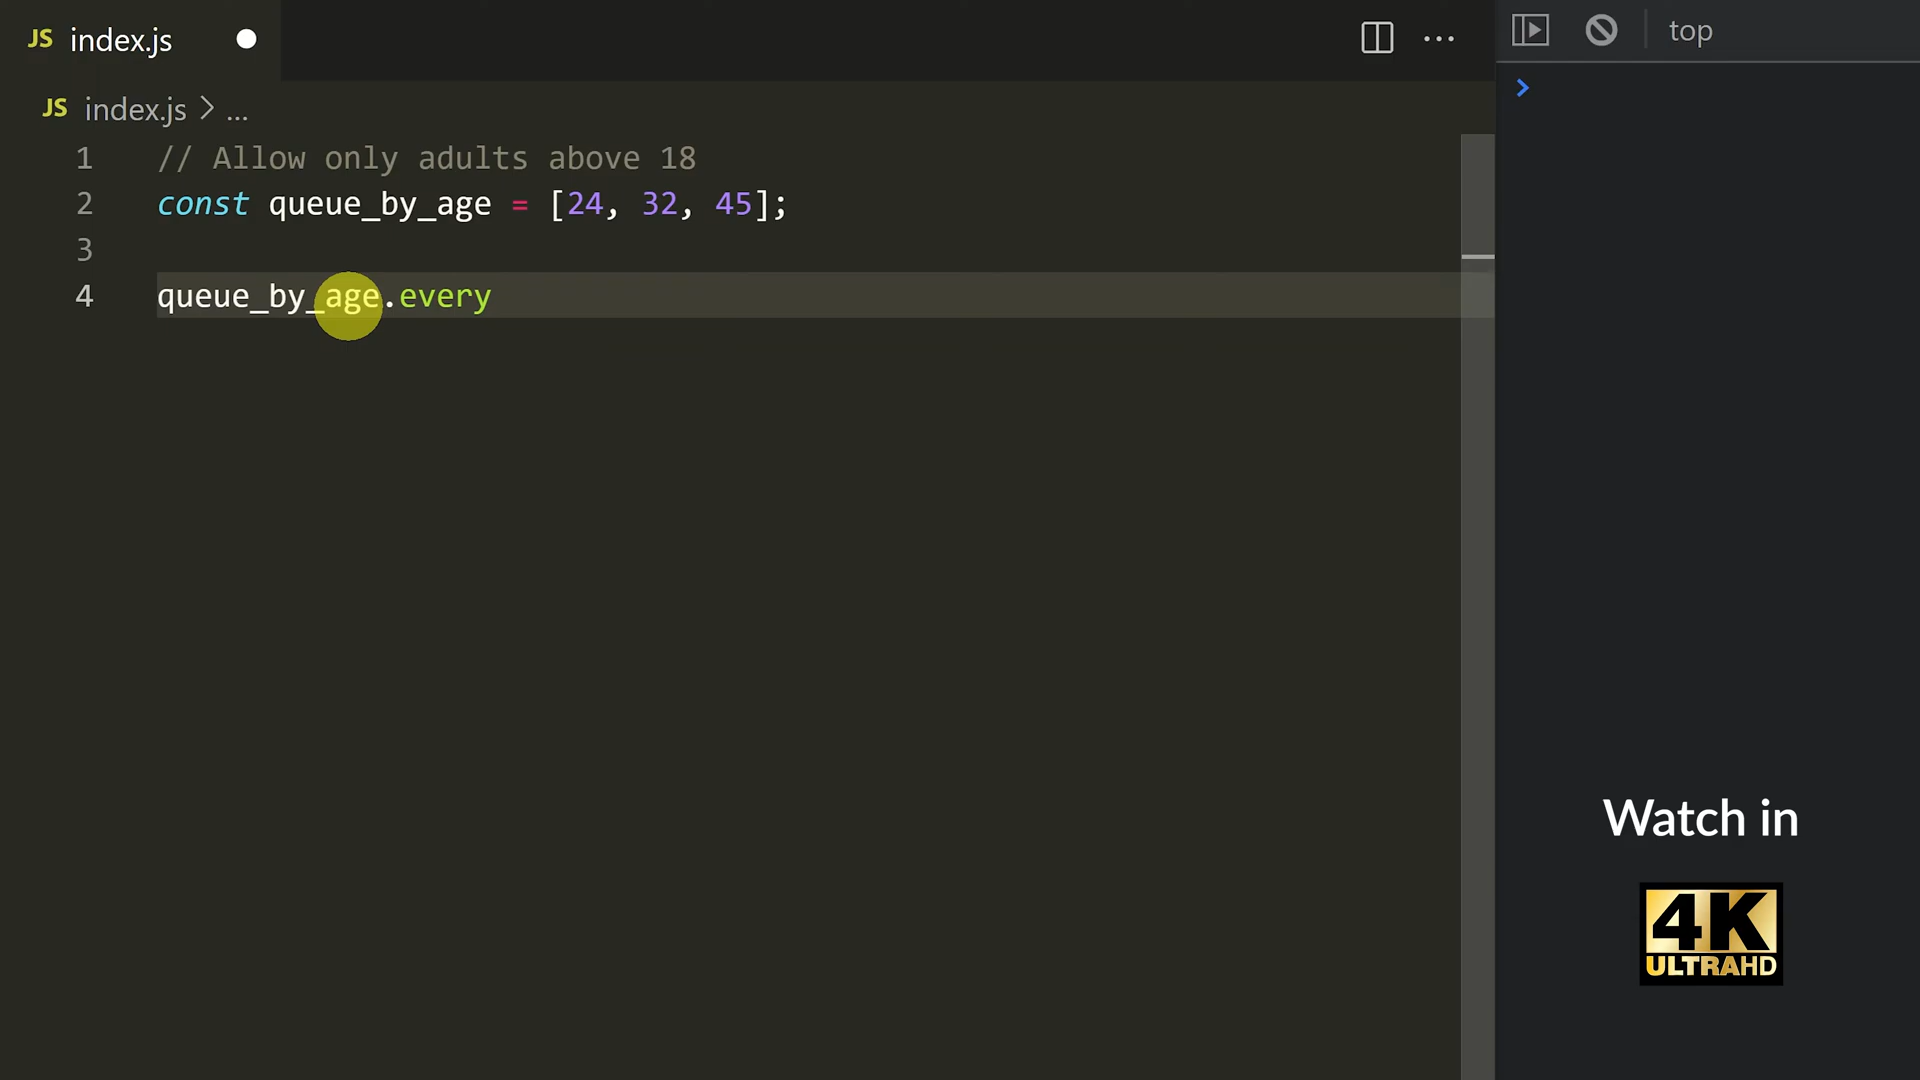 JS index.js
top
JS index.js > ...
1 // Allow only adults above 18
2 const queue_by_age = [24, 32, 45];
3
4 queue_by_age.every
>
Watch in
4K
ULTRAHD